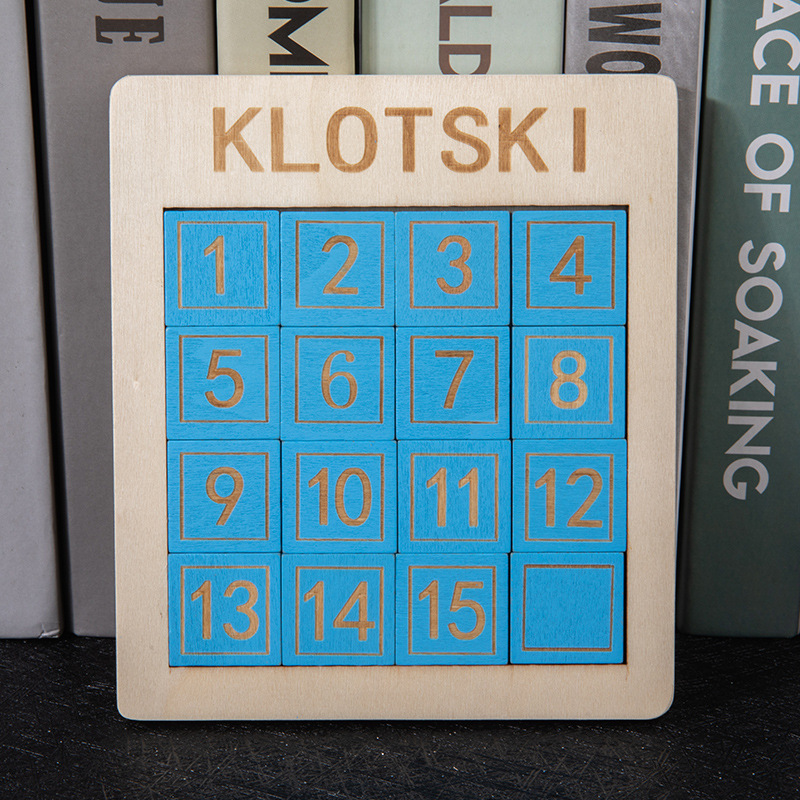 KLOTSKI
1 2 3 4
5 6 7 8
9 10 11 12
13 14 15
ACE OF SOAKING